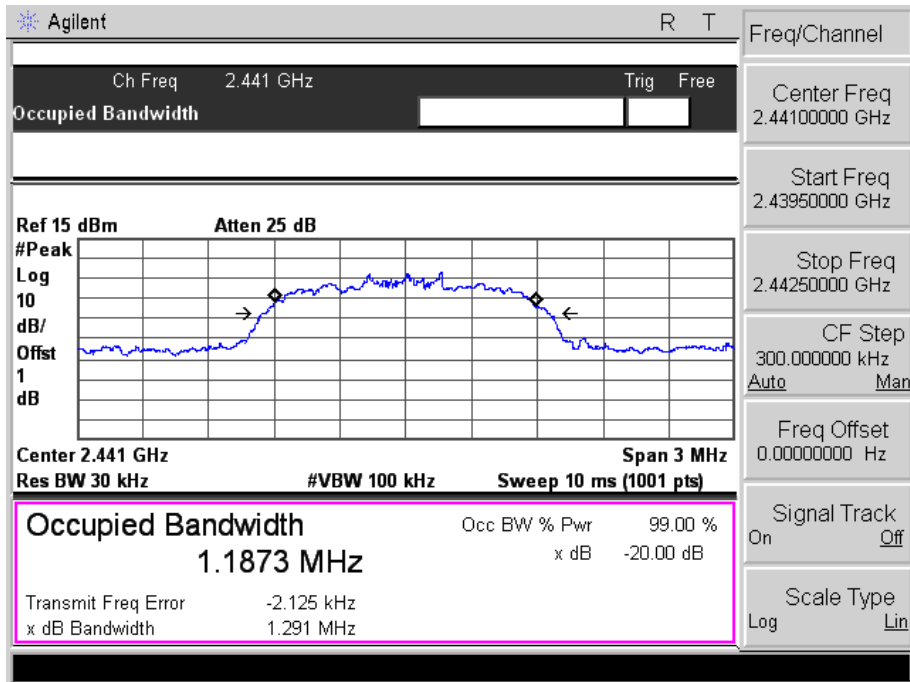 Agilent R T
Ch Freq 2.441 GHz Trig Free
Occupied Bandwidth
Ref 15 dBm Atten 25 dB
#Peak
Log
10
dB/
Offst
1
dB
Center 2.441 GHz Span 3 MHz
Res BW 30 kHz #VBW 100 kHz Sweep 10 ms (1001 pts)
Occupied Bandwidth Occ BW % Pwr 99.00 %
1.1873 MHz x dB -20.00 dB
Transmit Freq Error -2.125 kHz
x dB Bandwidth 1.291 MHz
Freq/Channel
Center Freq
2.44100000 GHz
Start Freq
2.43950000 GHz
Stop Freq
2.44250000 GHz
CF Step
300.000000 kHz
Auto Man
Freq Offset
0.00000000 Hz
Signal Track
On Off
Scale Type
Log Lin